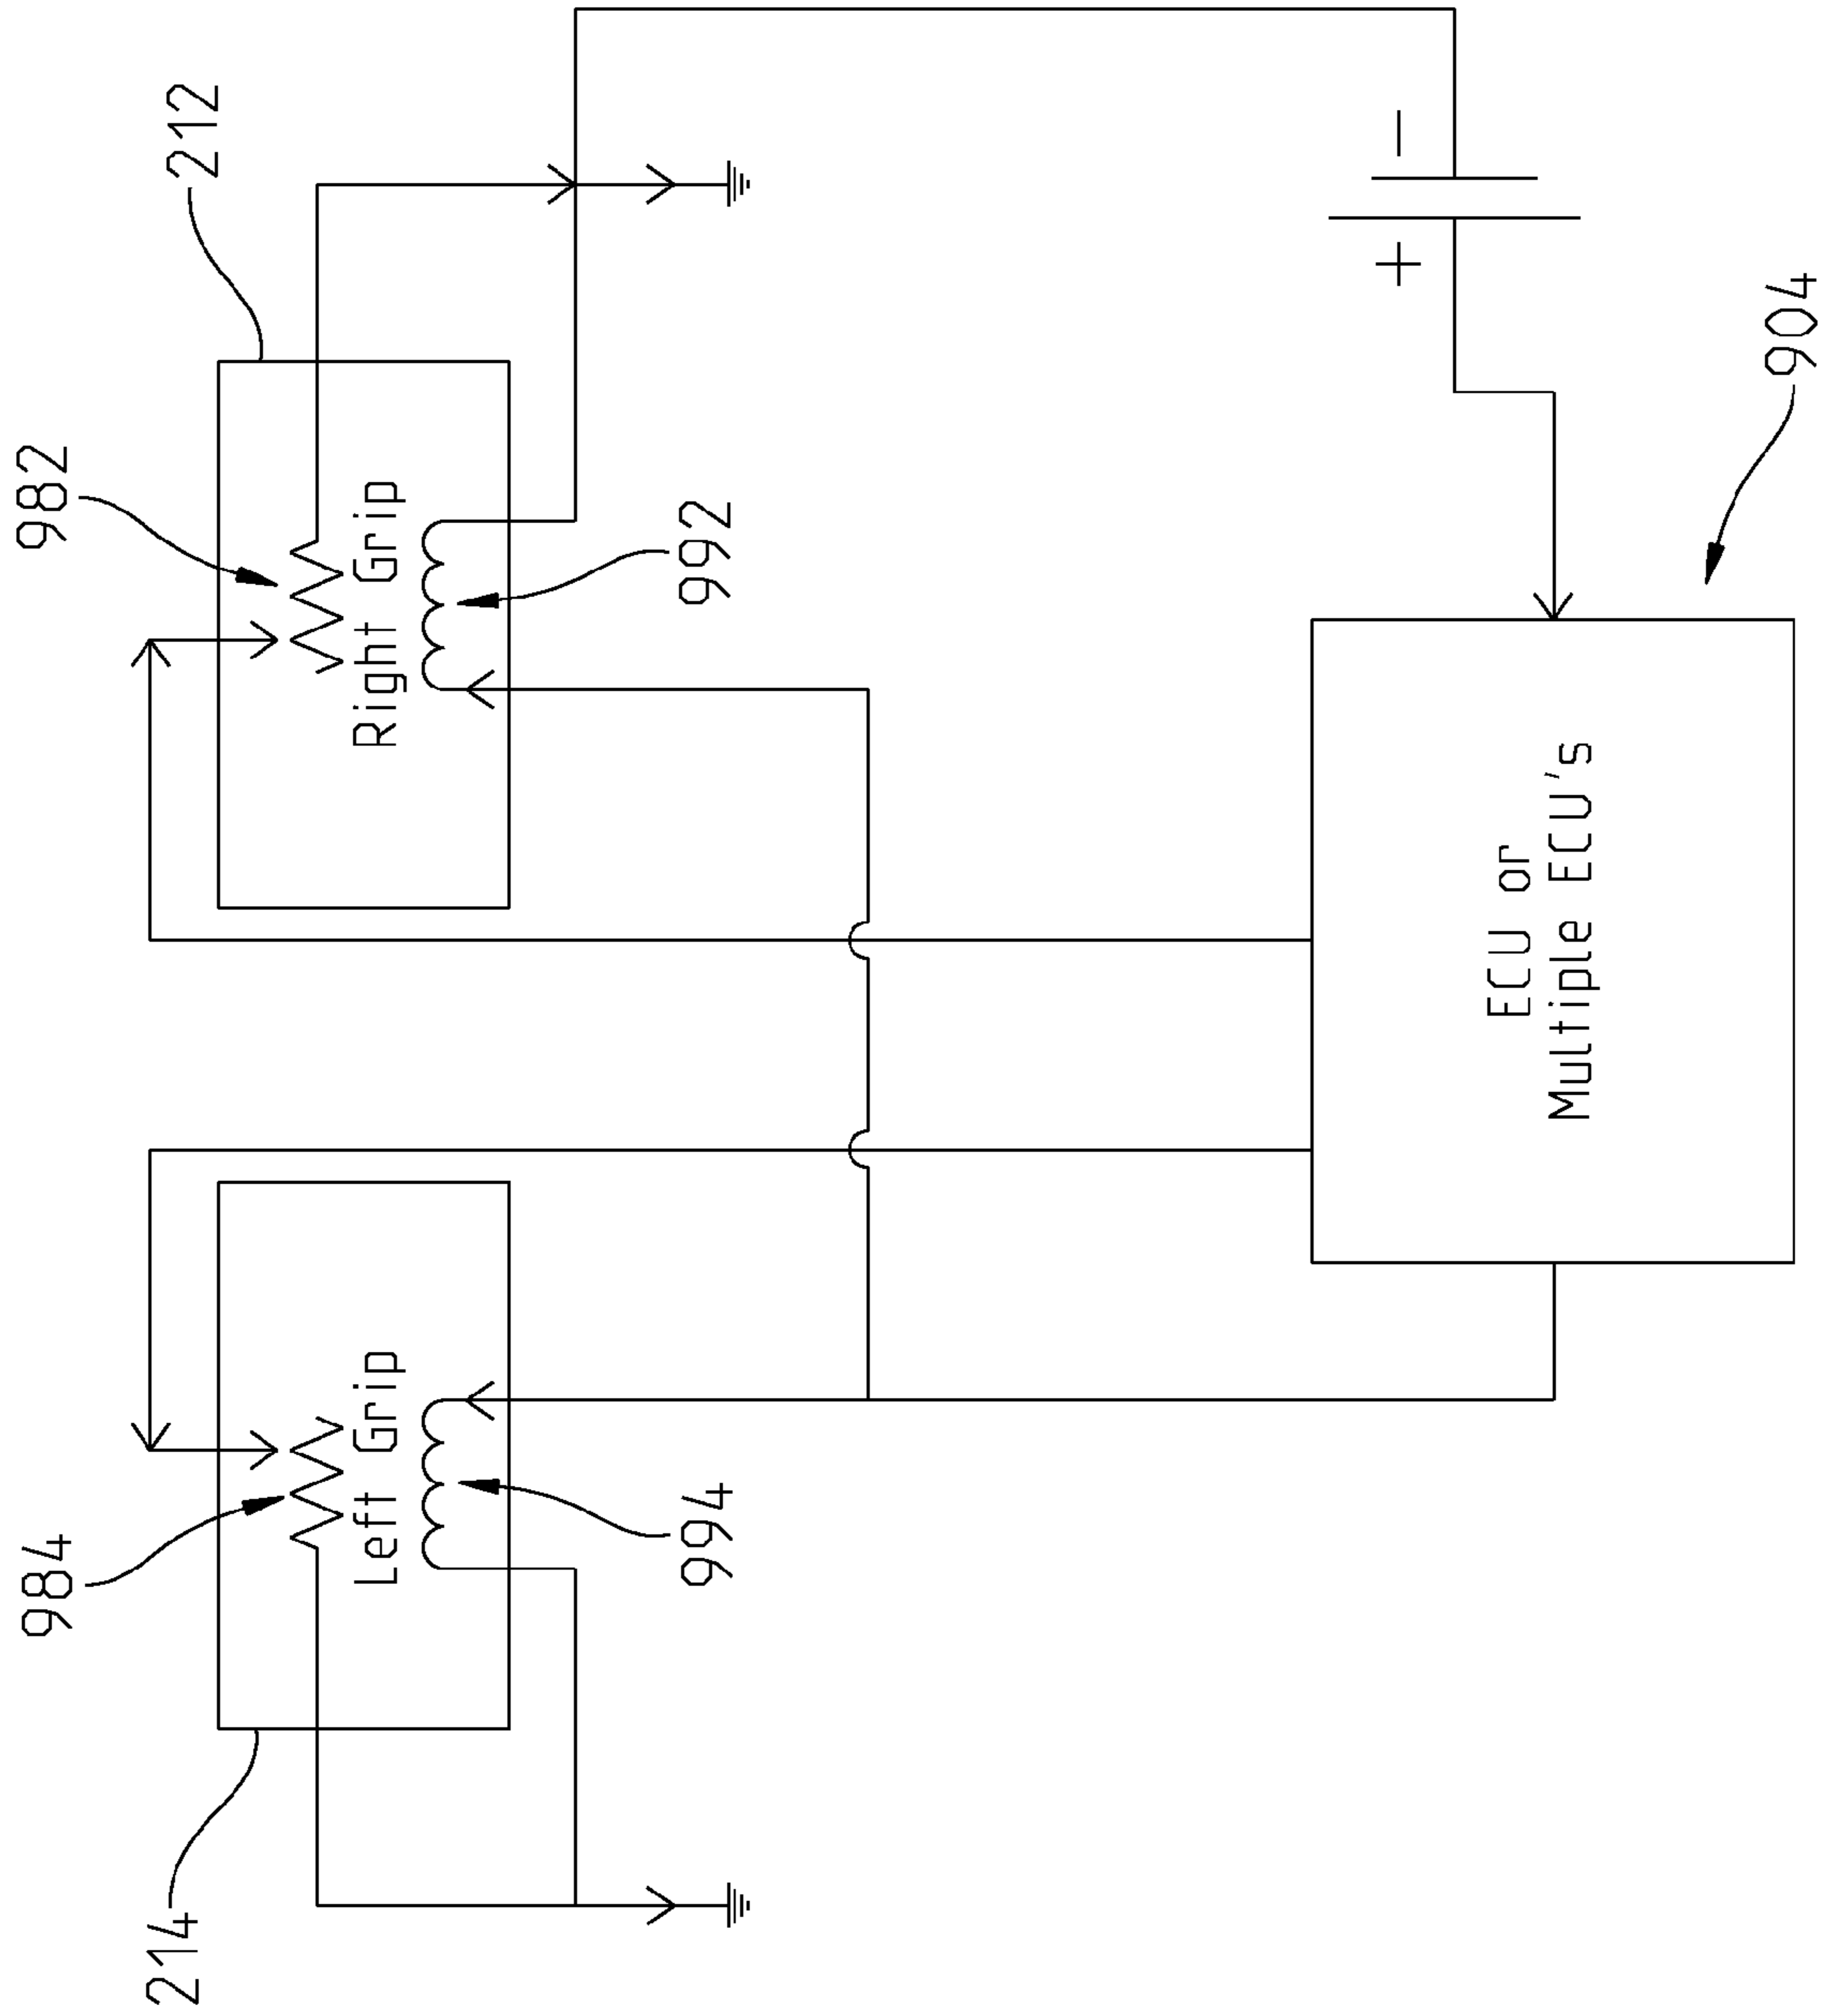 982
984
212
214
Right Grip
Left Grip
992
994
−
+
ECU or
Multiple ECU's
904